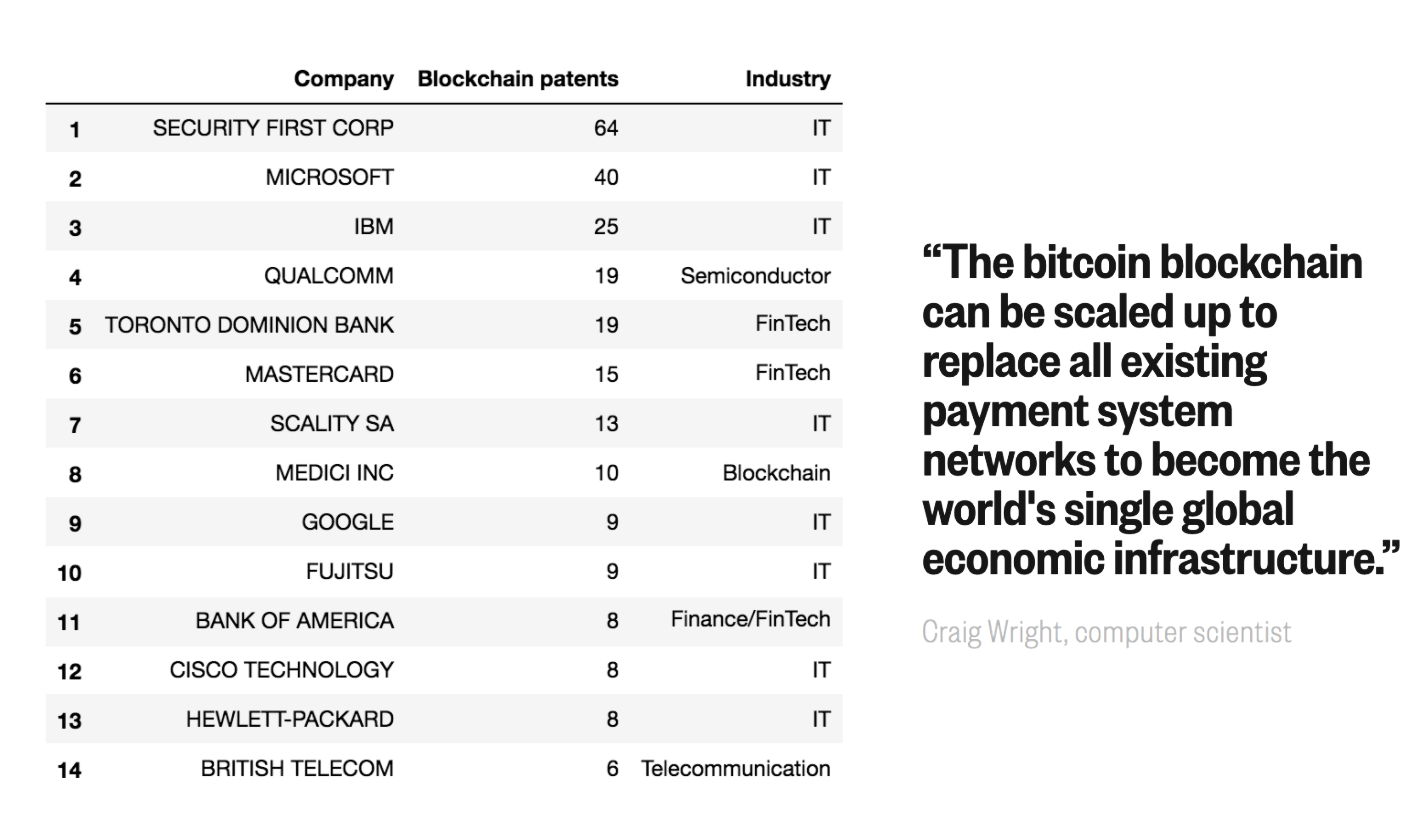 Company Blockchain patents Industry
1 SECURITY FIRST CORP 64 IT
2 MICROSOFT 40 IT
3 IBM 25 IT
4 QUALCOMM 19 Semiconductor
5 TORONTO DOMINION BANK 19 FinTech
6 MASTERCARD 15 FinTech
7 SCALITY SA 13 IT
8 MEDICI INC 10 Blockchain
9 GOOGLE 9 IT
10 FUJITSU 9 IT
11 BANK OF AMERICA 8 Finance/FinTech
12 CISCO TECHNOLOGY 8 IT
13 HEWLETT-PACKARD 8 IT
14 BRITISH TELECOM 6 Telecommunication
“The bitcoin blockchain
can be scaled up to
replace all existing
payment system
networks to become the
world's single global
economic infrastructure.”
Craig Wright, computer scientist